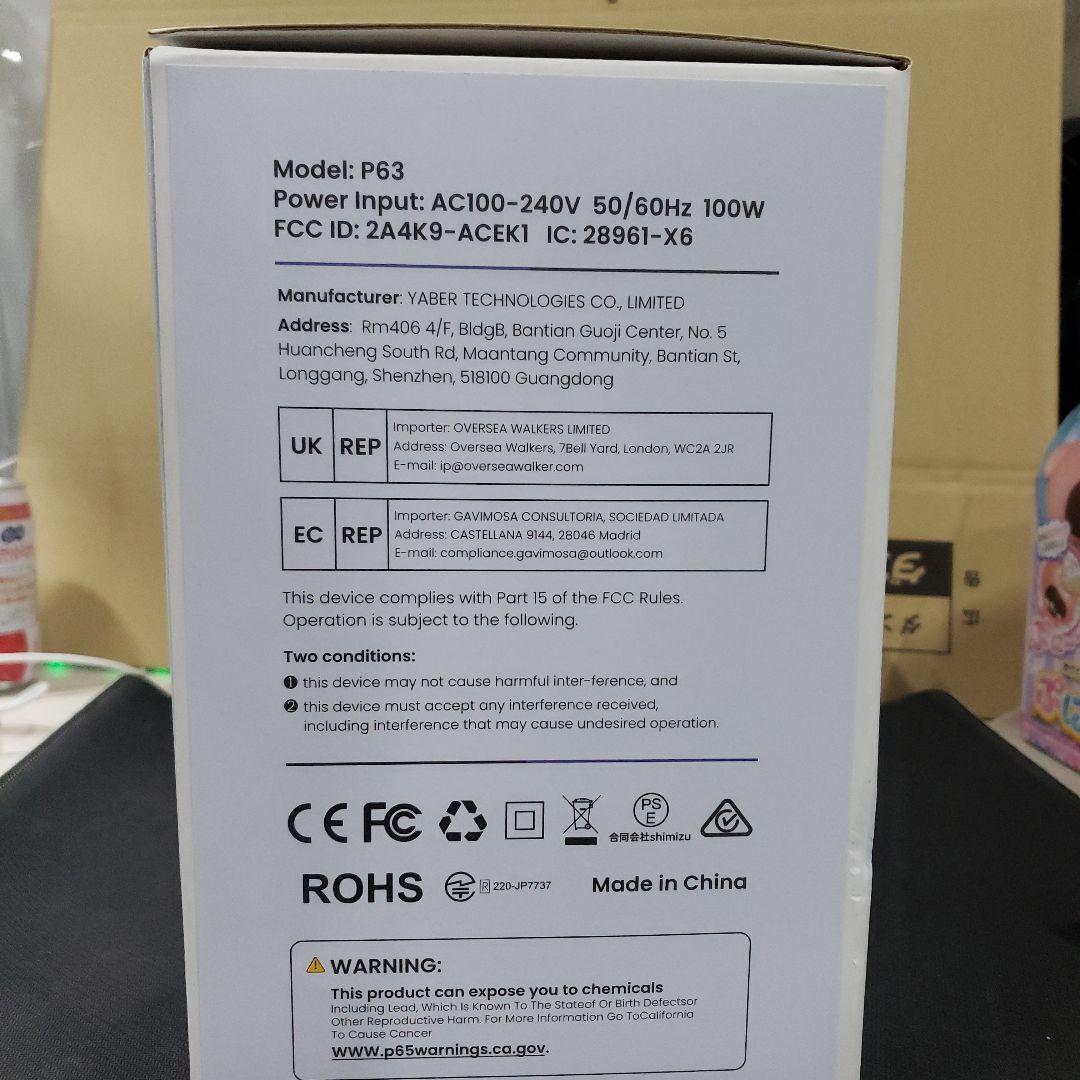 Model: P63
Power Input: AC100-240V 50/60Hz 100W
FCC ID: 2A4K9-ACEK1 IC: 28961-X6
Manufacturer: YABER TECHNOLOGIES CO., LIMITED
Address: Rm406 4/F, BldgB, Bantian Guoji Center, No. 5
Huancheng South Rd, Maantang Community, Bantian St,
Longgang, Shenzhen, 518100 Guangdong
UK REP
Importer: OVERSEA WALKERS LIMITED
Address: Oversea Walkers, 7Bell Yard, London, WC2A 2JR
E-mail: ip@overseawalker.com
EC REP
Importer: GAVIMOSA CONSULTORIA, SOCIEDAD LIMITADA
Address: CASTELLANA 9144, 28046 Madrid
E-mail: compliance.gavimosa@outlook.com
This device complies with Part 15 of the FCC Rules.
Operation is subject to the following.
Two conditions:
❶ this device may not cause harmful inter-ference, and
❷ this device must accept any interference received,
including interference that may cause undesired operation.
CE FC PS E
合同会社shimizu
ROHS R 220-JP7737 Made in China
WARNING:
This product can expose you to chemicals
Including Lead, Which Is Known To The Stateof Or Birth Defectsor
Other Reproductive Harm. For More Information Go ToCalifornia
To Cause Cancer
www.p65warnings.ca.gov.